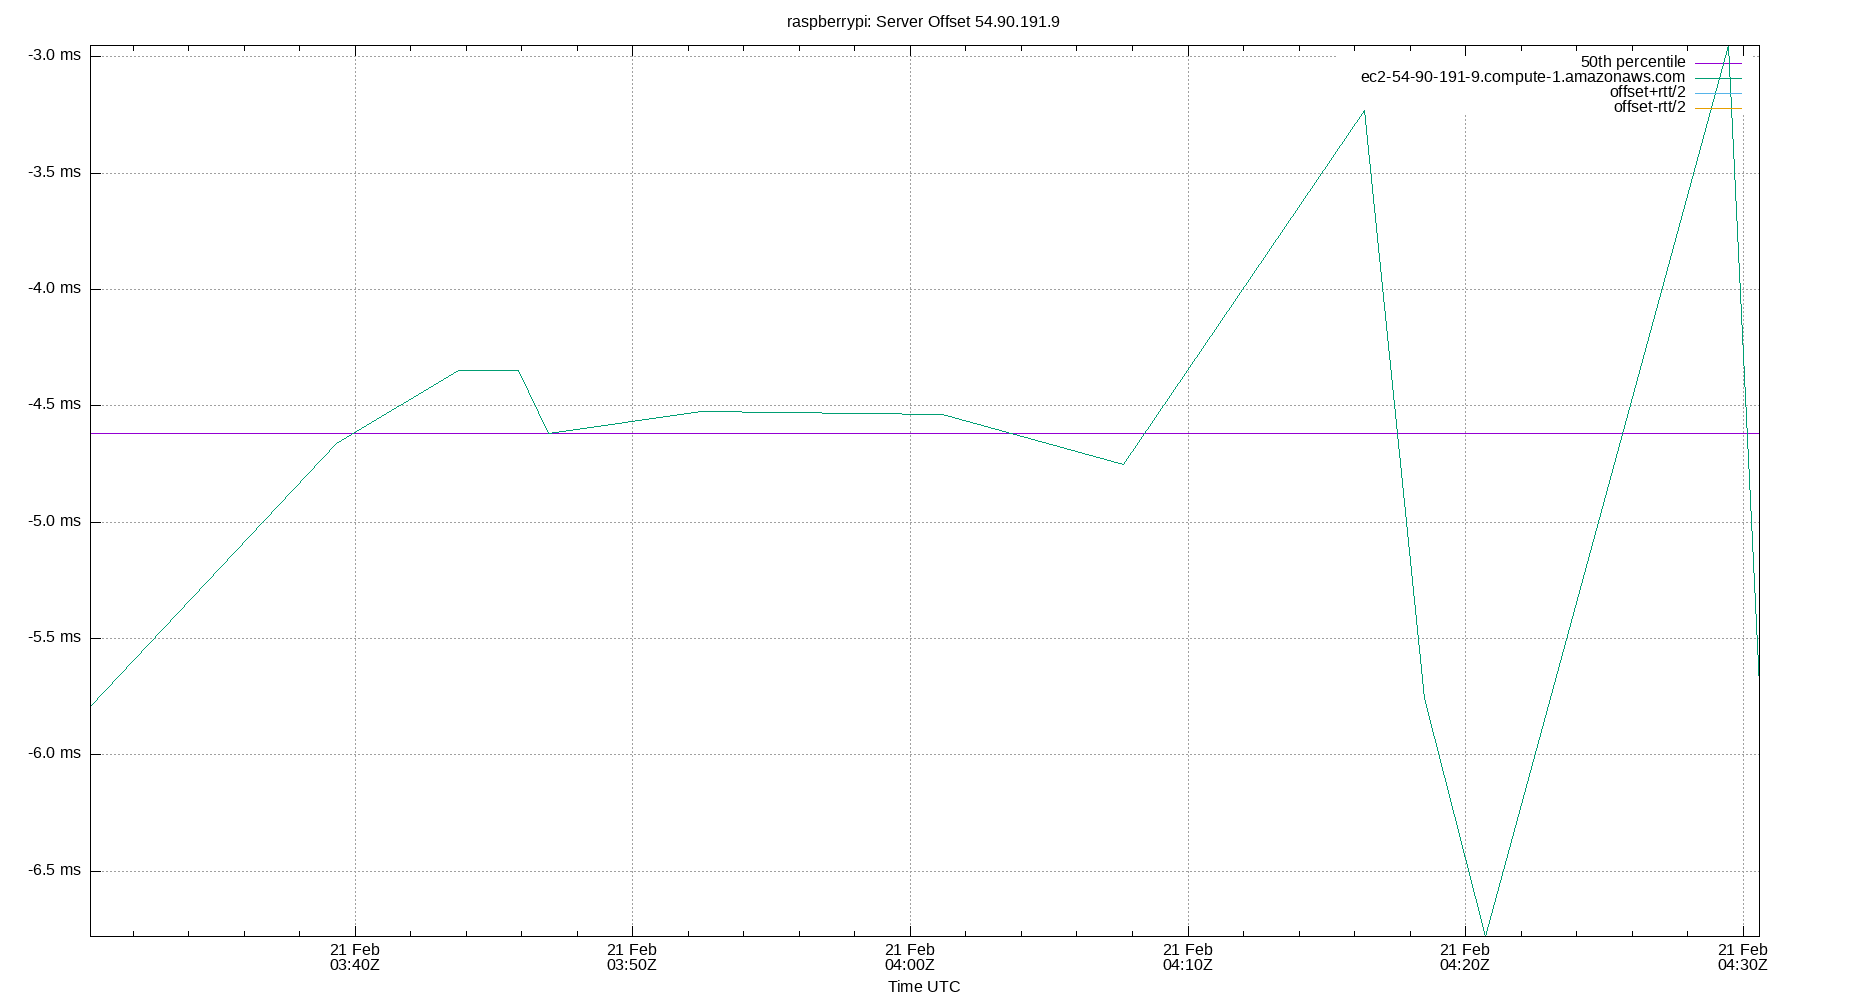 raspberrypi: Server Offset 54.90.191.9
-3.0 ms
-3.5 ms
-4.0 ms
-4.5 ms
-5.0 ms
-5.5 ms
-6.0 ms
-6.5 ms
50th percentile
ec2-54-90-191-9.compute-1.amazonaws.com
offset+rtt/2
offset-rtt/2
21 Feb 21 Feb 21 Feb 21 Feb 21 Feb 21 Feb
03:40Z 03:50Z 04:00Z 04:10Z 04:20Z 04:30Z
Time UTC